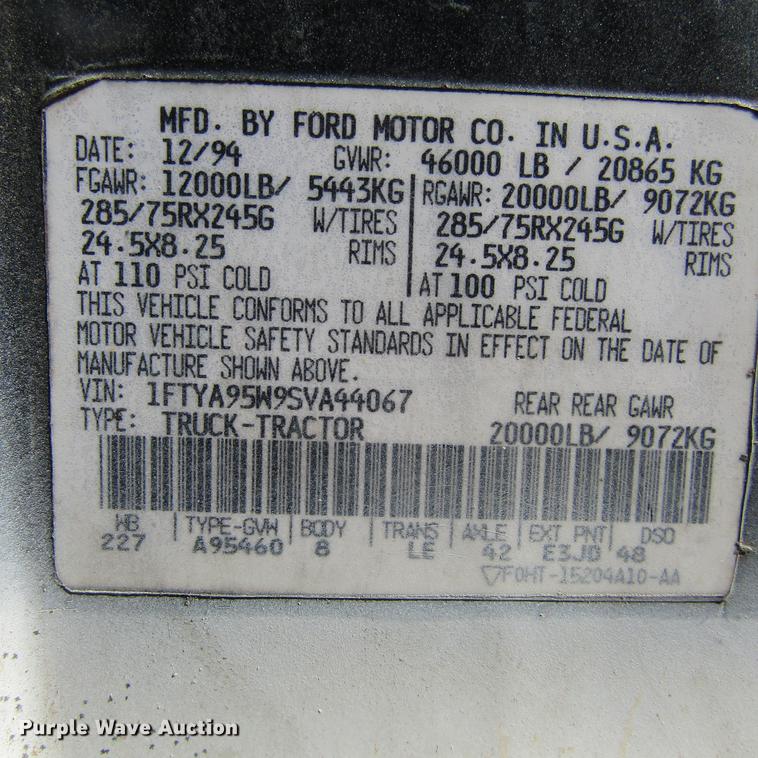 MFD. BY FORD MOTOR CO. IN U.S.A.
DATE: 12/94 GVWR: 46000 LB / 20865 KG
FGAWR: 12000LB/ 5443KG RGAWR: 20000LB/ 9072KG
285/75RX245G W/TIRES 285/75RX245G W/TIRES
24.5X8.25 RIMS 24.5X8.25 RIMS
AT 110 PSI COLD AT 100 PSI COLD
THIS VEHICLE CONFORMS TO ALL APPLICABLE FEDERAL
MOTOR VEHICLE SAFETY STANDARDS IN EFFECT ON THE DATE OF
MANUFACTURE SHOWN ABOVE.
VIN: 1FTYA95W9SVA44067 REAR REAR GAWR
TYPE: TRUCK-TRACTOR 20000LB/ 9072KG
WB TYPE-GVW BODY TRANS AXLE EXT PNT DSO
227 A95460 8 LE 42 E3JD 48
▽F0HT-15204A10-AA
Purple Wave Auction